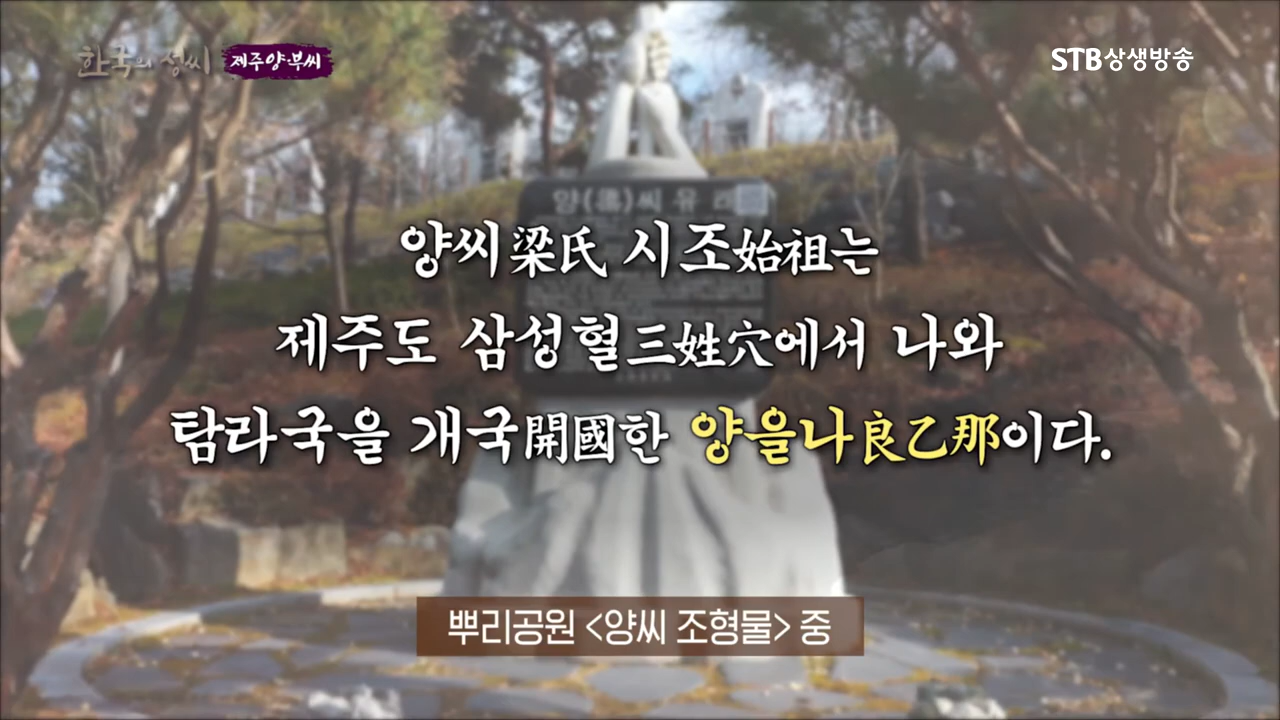 한국의 성씨 제주양·부씨
STB상생방송
양씨梁氏 시조始祖는
제주도 삼성혈三姓穴에서 나와
탐라국을 개국開國한 양을나良乙那이다.
뿌리공원 <양씨 조형물> 중